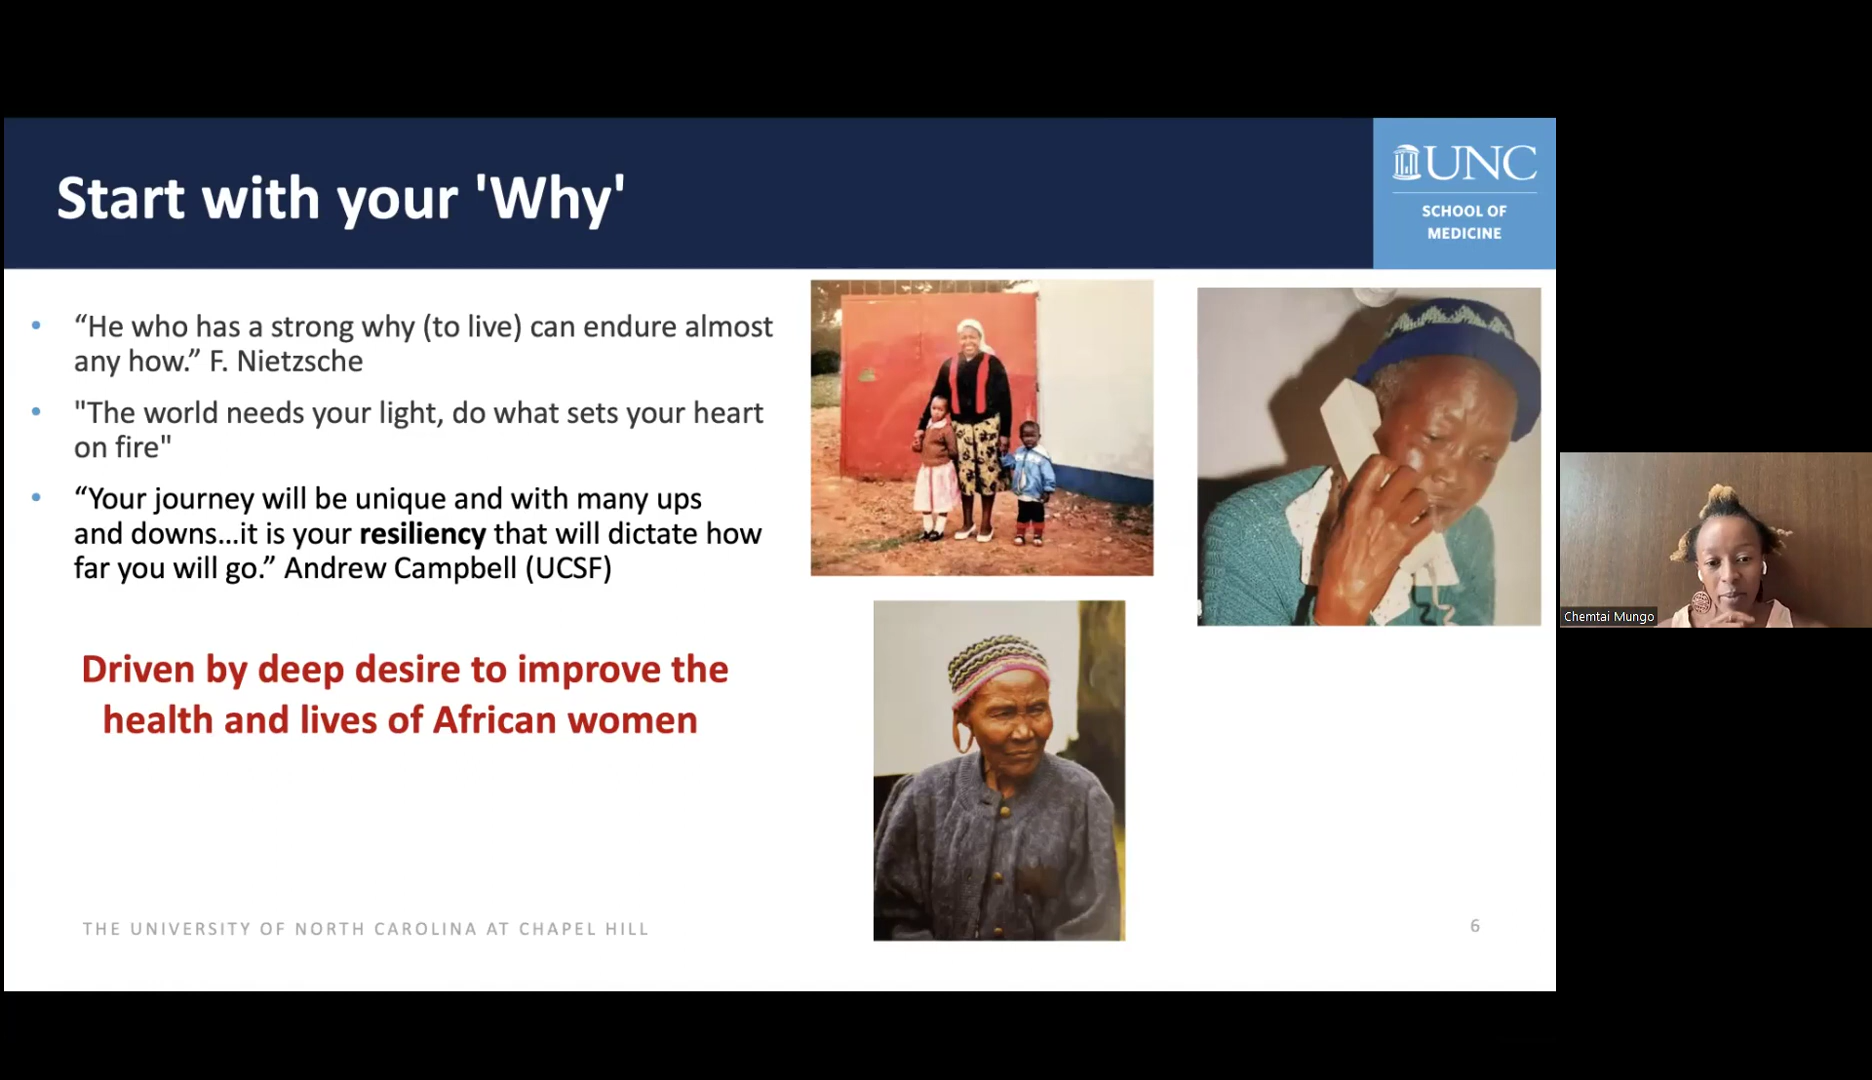 Start with your 'Why'
UNC
SCHOOL OF
MEDICINE
• “He who has a strong why (to live) can endure almost
any how.” F. Nietzsche
• "The world needs your light, do what sets your heart
on fire"
• “Your journey will be unique and with many ups
and downs…it is your resiliency that will dictate how
far you will go.” Andrew Campbell (UCSF)
Driven by deep desire to improve the
health and lives of African women
THE UNIVERSITY OF NORTH CAROLINA AT CHAPEL HILL
6
Chemtai Mungo